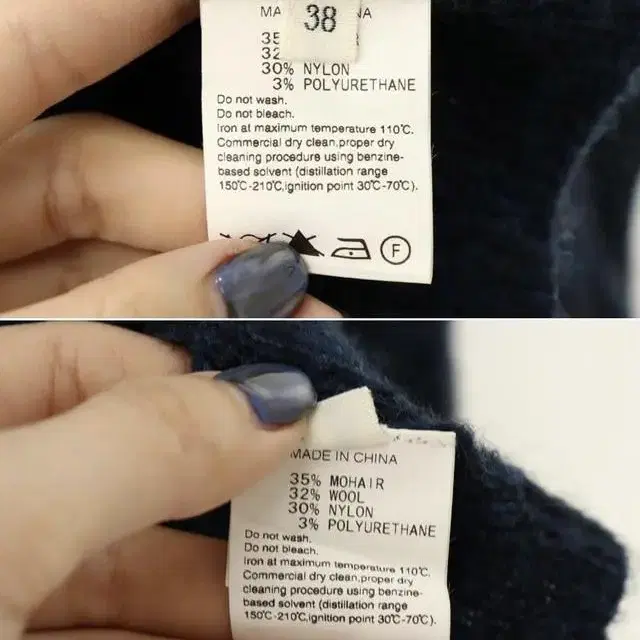 38
MA NA
35
32
30% NYLON
3% POLYURETHANE
Do not wash.
Do not bleach.
Iron at maximum temperature 110℃.
Commercial dry clean,proper dry
cleaning procedure using benzine-
based solvent (distillation range
150℃-210℃,ignition point 30℃-70℃).
F
MADE IN CHINA
35% MOHAIR
32% WOOL
30% NYLON
3% POLYURETHANE
Do not wash.
Do not bleach.
Iron at maximum temperature 110℃.
Commercial dry clean,proper dry
cleaning procedure using benzine-
based solvent (distillation range
150℃-210℃,ignition point 30℃-70℃).